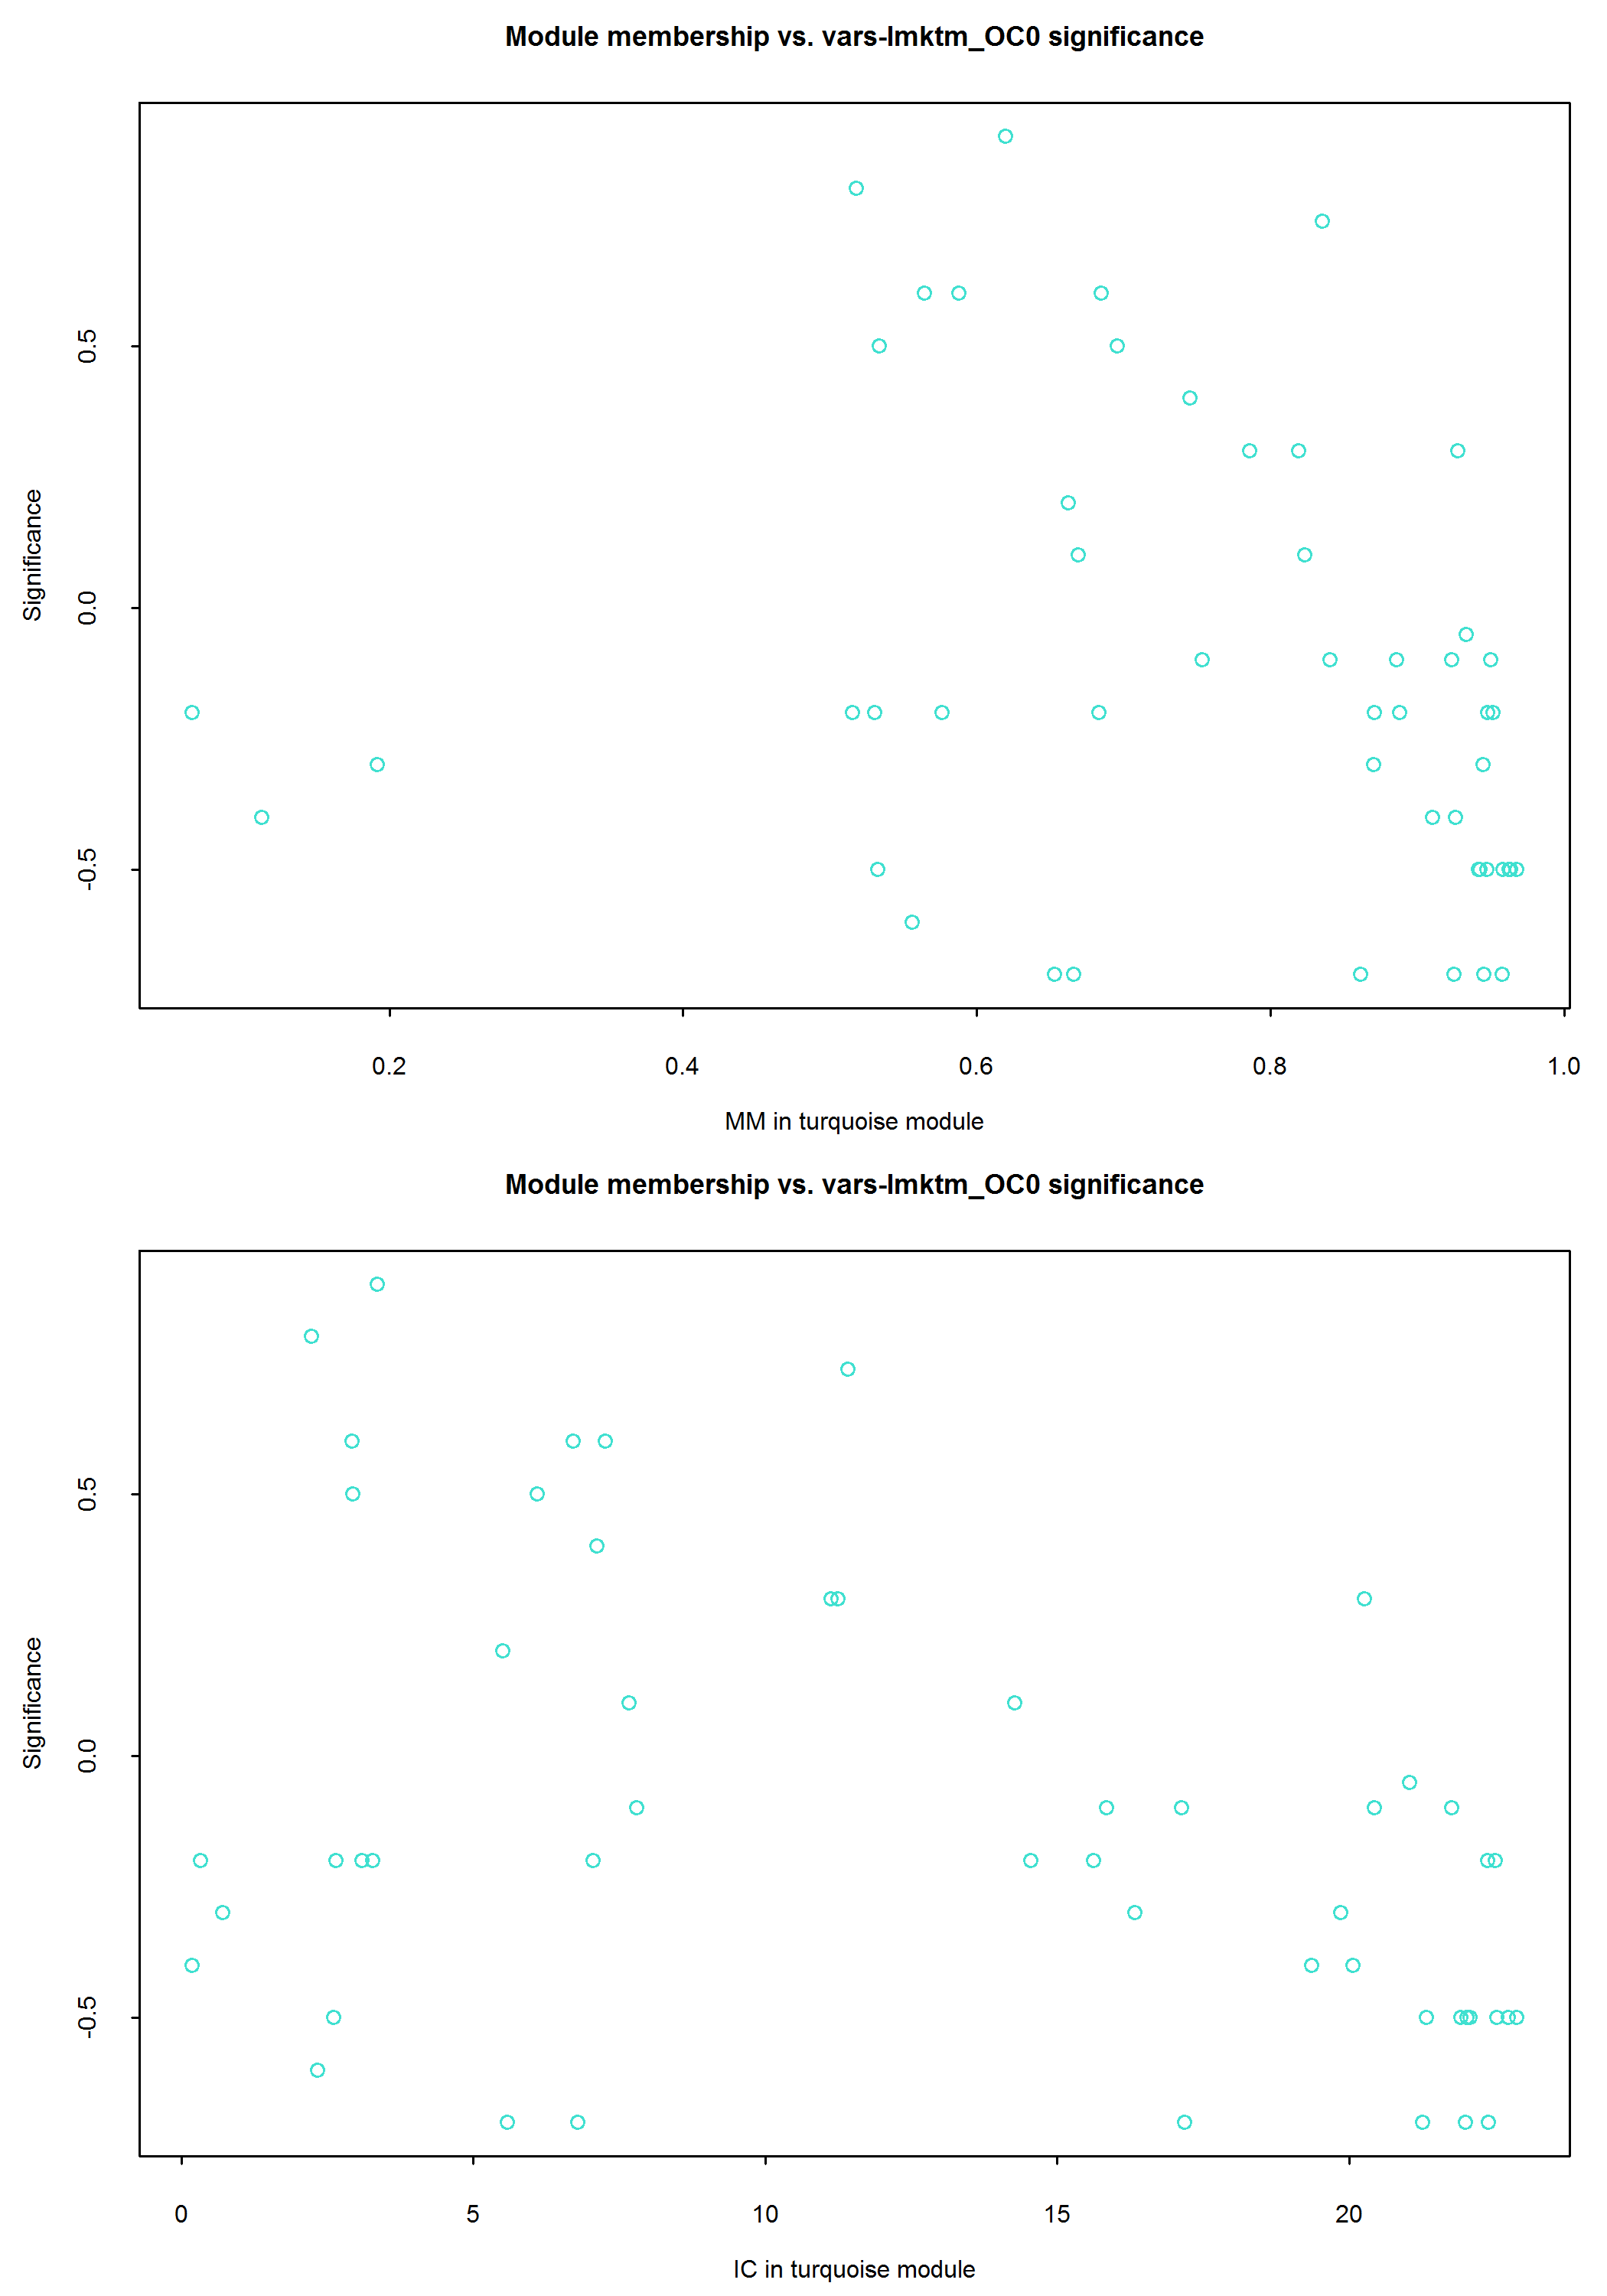 Module membership vs. vars-lmktm_OC0 significance
Significance
0.5
0.0
-0.5
0.2 0.4 0.6 0.8 1.0
MM in turquoise module
Module membership vs. vars-lmktm_OC0 significance
Significance
0.5
0.0
-0.5
0 5 10 15 20
IC in turquoise module